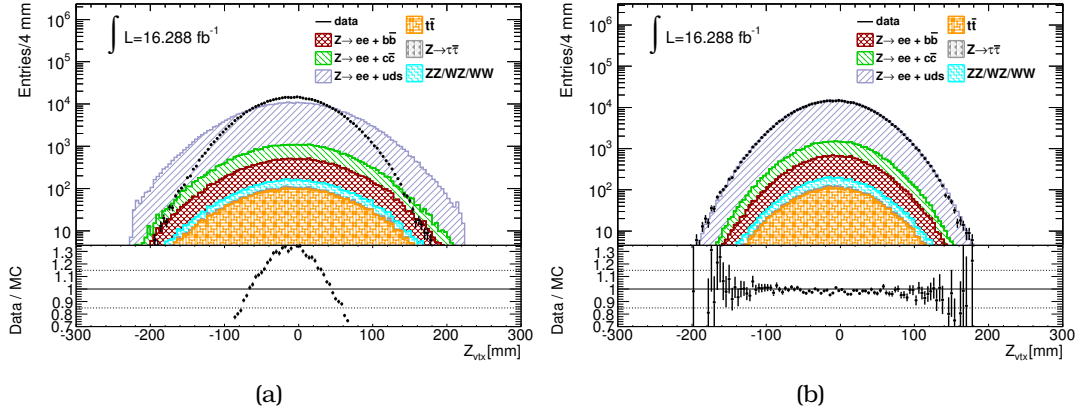 Entries/4 mm
10⁶
10⁵
10⁴
10³
10²
10
∫ L=16.288 fb⁻¹
data
Z→ ee + bb̄
Z→ ee + cc̄
Z→ ee + uds
tt̄
Z→ττ̄
ZZ/WZ/WW
Data / MC
1.3
1.2
1.1
1
0.9
0.8
0.7
-300 -200 -100 0 100 200 300
Z_vtx [mm]
(a)
Entries/4 mm
10⁶
10⁵
10⁴
10³
10²
10
∫ L=16.288 fb⁻¹
data
Z→ ee + bb̄
Z→ ee + cc̄
Z→ ee + uds
tt̄
Z→ττ̄
ZZ/WZ/WW
Data / MC
1.3
1.2
1.1
1
0.9
0.8
0.7
-300 -200 -100 0 100 200 300
Z_vtx [mm]
(b)